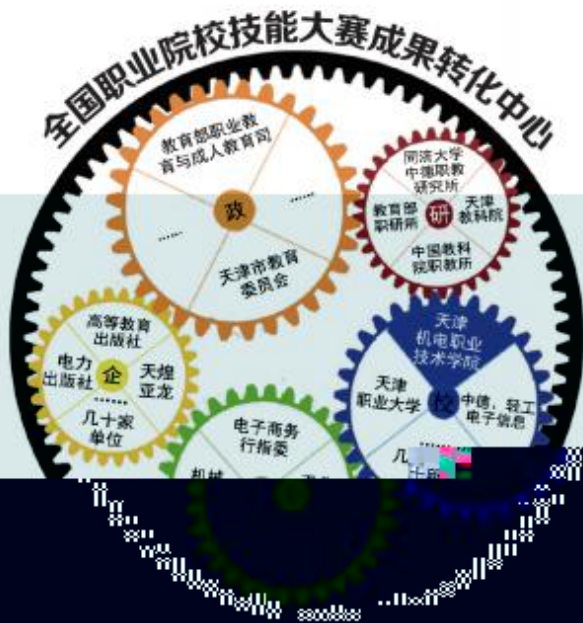 全国职业院校技能大赛成果转化中心
教育部职业教
育与成人教育司
……
……
政
天津市教育
委员会
同济大学
中德职教
研究所
教育部
职研所
研
天津
教科院
中国教科
院职教所
高等教育
出版社
电力
出版社
企
天煌
亚龙
……
几十家
单位
天津
机电职业
技术学院
天津
职业大学
校
中德、轻工
电子信息
……
电子商务
行指委
机械